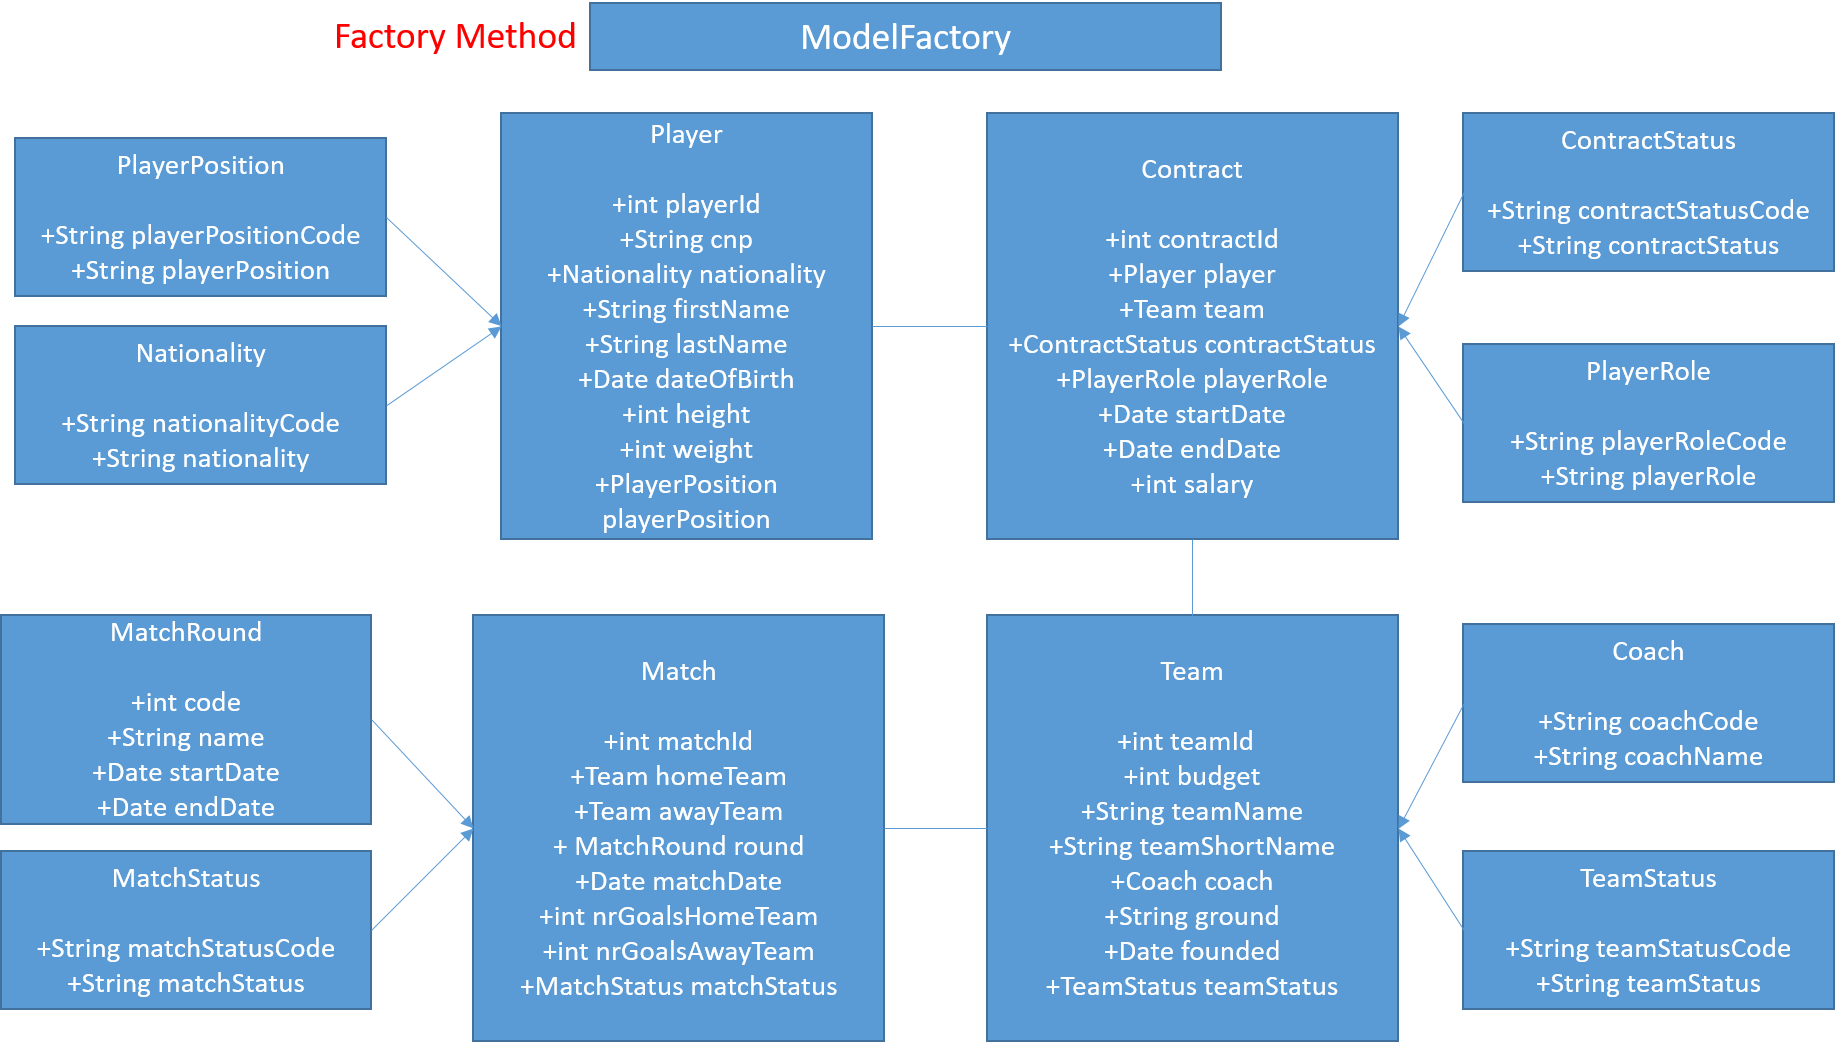 Factory Method
ModelFactory
PlayerPosition
+String playerPositionCode
+String playerPosition
Nationality
+String nationalityCode
+String nationality
Player
+int playerId
+String cnp
+Nationality nationality
+String firstName
+String lastName
+Date dateOfBirth
+int height
+int weight
+PlayerPosition
playerPosition
Contract
+int contractId
+Player player
+Team team
+ContractStatus contractStatus
+PlayerRole playerRole
+Date startDate
+Date endDate
+int salary
ContractStatus
+String contractStatusCode
+String contractStatus
PlayerRole
+String playerRoleCode
+String playerRole
MatchRound
+int code
+String name
+Date startDate
+Date endDate
MatchStatus
+String matchStatusCode
+String matchStatus
Match
+int matchId
+Team homeTeam
+Team awayTeam
+ MatchRound round
+Date matchDate
+int nrGoalsHomeTeam
+int nrGoalsAwayTeam
+MatchStatus matchStatus
Team
+int teamId
+int budget
+String teamName
+String teamShortName
+Coach coach
+String ground
+Date founded
+TeamStatus teamStatus
Coach
+String coachCode
+String coachName
TeamStatus
+String teamStatusCode
+String teamStatus